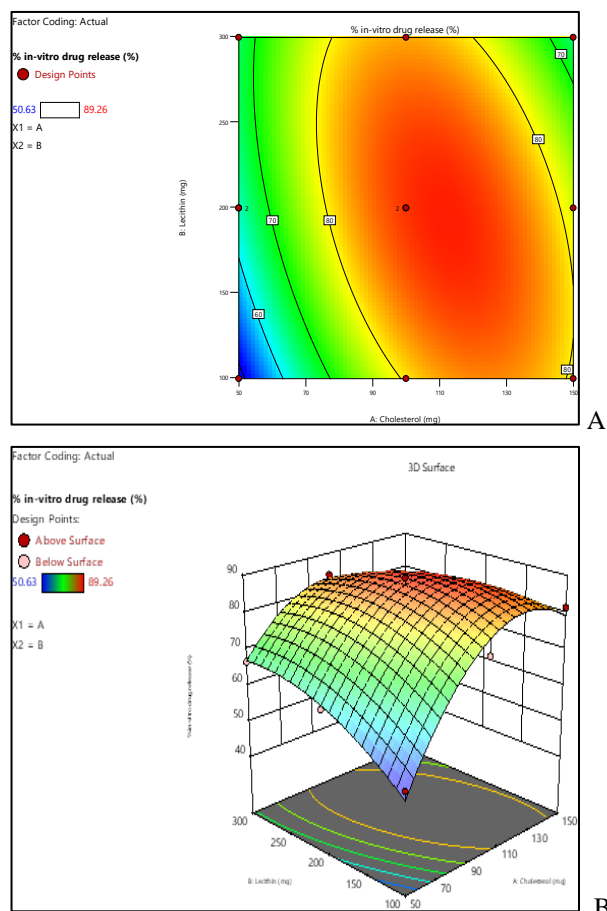 Factor Coding: Actual
% in-vitro drug release (%)
Design Points
50.63 89.26
X1 = A
X2 = B
% in-vitro drug release (%)
B: Lecithin (mg)
300
250
200
150
100
50 70 90 110 130 150
A: Cholesterol (mg)
70
80
2
2
70
80
60
80
A
Factor Coding: Actual
3D Surface
% in-vitro drug release (%)
Design Points:
Above Surface
Below Surface
50.63 89.26
X1 = A
X2 = B
% in-vitro drug release (%)
90
80
70
60
50
40
300
250
200
150
100
50
70
90
110
130
150
B: Lecithin (mg)
A: Cholesterol (mg)
B